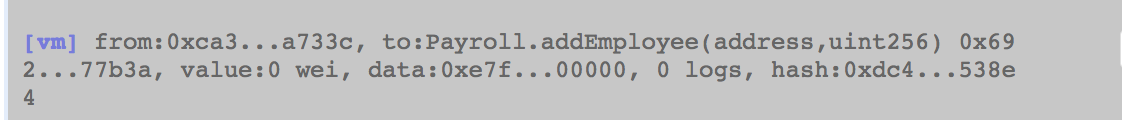 [vm] from:0xca3...a733c, to:Payroll.addEmployee(address,uint256) 0x69
2...77b3a, value:0 wei, data:0xe7f...00000, 0 logs, hash:0xdc4...538e
4